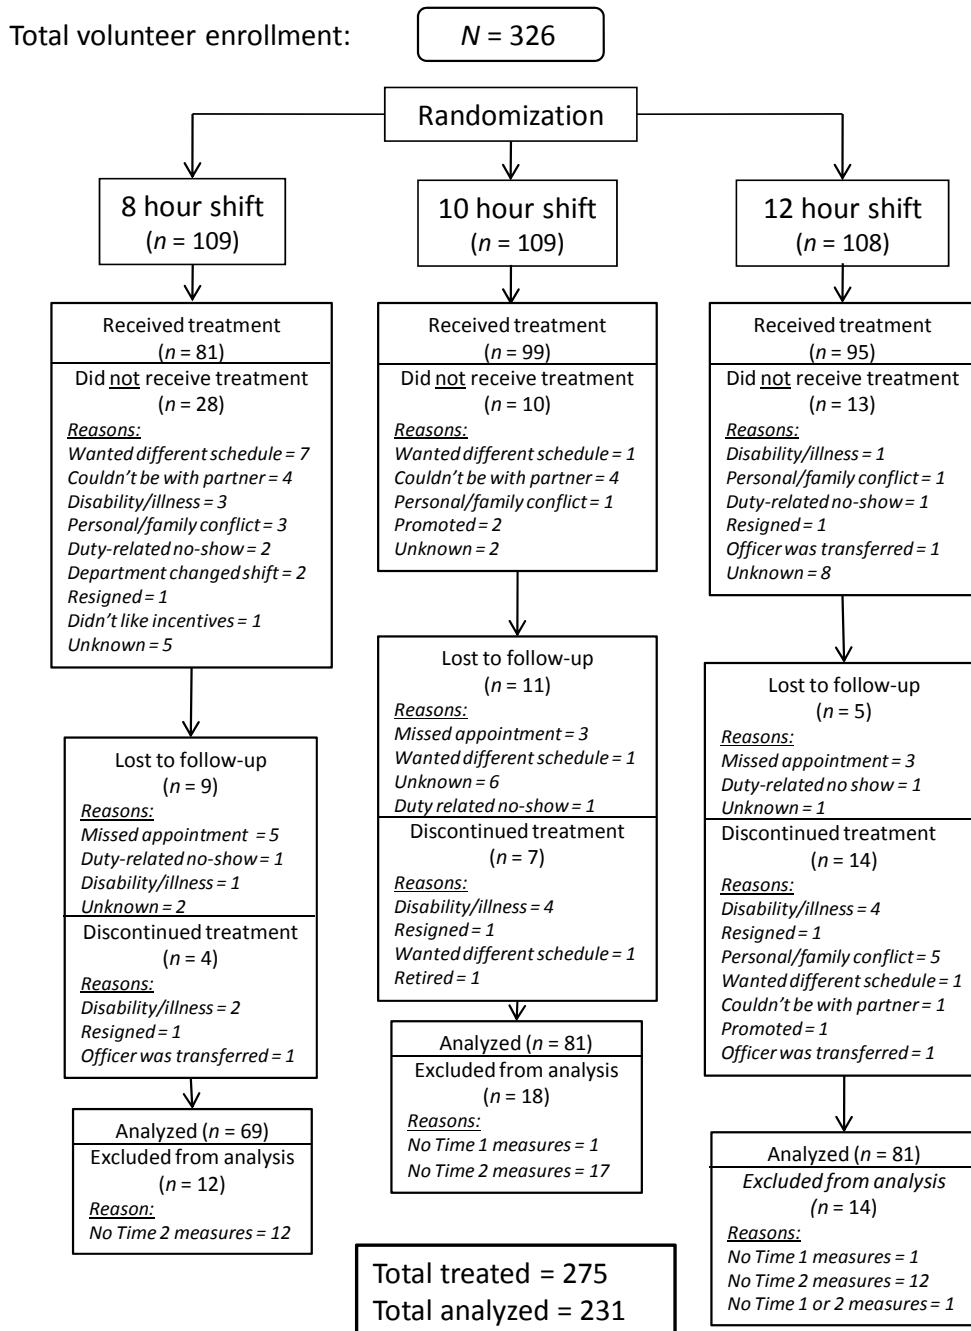 Total volunteer enrollment:
N = 326
Randomization
8 hour shift
(n = 109)
10 hour shift
(n = 109)
12 hour shift
(n = 108)
Received treatment
(n = 81)
Did not receive treatment
(n = 28)
Reasons:
Wanted different schedule = 7
Couldn't be with partner = 4
Disability/illness = 3
Personal/family conflict = 3
Duty-related no-show = 2
Department changed shift = 2
Resigned = 1
Didn't like incentives = 1
Unknown = 5
Received treatment
(n = 99)
Did not receive treatment
(n = 10)
Reasons:
Wanted different schedule = 1
Couldn't be with partner = 4
Personal/family conflict = 1
Promoted = 2
Unknown = 2
Received treatment
(n = 95)
Did not receive treatment
(n = 13)
Reasons:
Disability/illness = 1
Personal/family conflict = 1
Duty-related no-show = 1
Resigned = 1
Officer was transferred = 1
Unknown = 8
Lost to follow-up
(n = 9)
Reasons:
Missed appointment = 5
Duty-related no-show = 1
Disability/illness = 1
Unknown = 2
Discontinued treatment
(n = 4)
Reasons:
Disability/illness = 2
Resigned = 1
Officer was transferred = 1
Lost to follow-up
(n = 11)
Reasons:
Missed appointment = 3
Wanted different schedule = 1
Unknown = 6
Duty related no-show = 1
Discontinued treatment
(n = 7)
Reasons:
Disability/illness = 4
Resigned = 1
Wanted different schedule = 1
Retired = 1
Lost to follow-up
(n = 5)
Reasons:
Missed appointment = 3
Duty-related no show = 1
Unknown = 1
Discontinued treatment
(n = 14)
Reasons:
Disability/illness = 4
Resigned = 1
Personal/family conflict = 5
Wanted different schedule = 1
Couldn't be with partner = 1
Promoted = 1
Officer was transferred = 1
Analyzed (n = 69)
Excluded from analysis
(n = 12)
Reason:
No Time 2 measures = 12
Analyzed (n = 81)
Excluded from analysis
(n = 18)
Reasons:
No Time 1 measures = 1
No Time 2 measures = 17
Analyzed (n = 81)
Excluded from analysis
(n = 14)
Reasons:
No Time 1 measures = 1
No Time 2 measures = 12
No Time 1 or 2 measures = 1
Total treated = 275
Total analyzed = 231